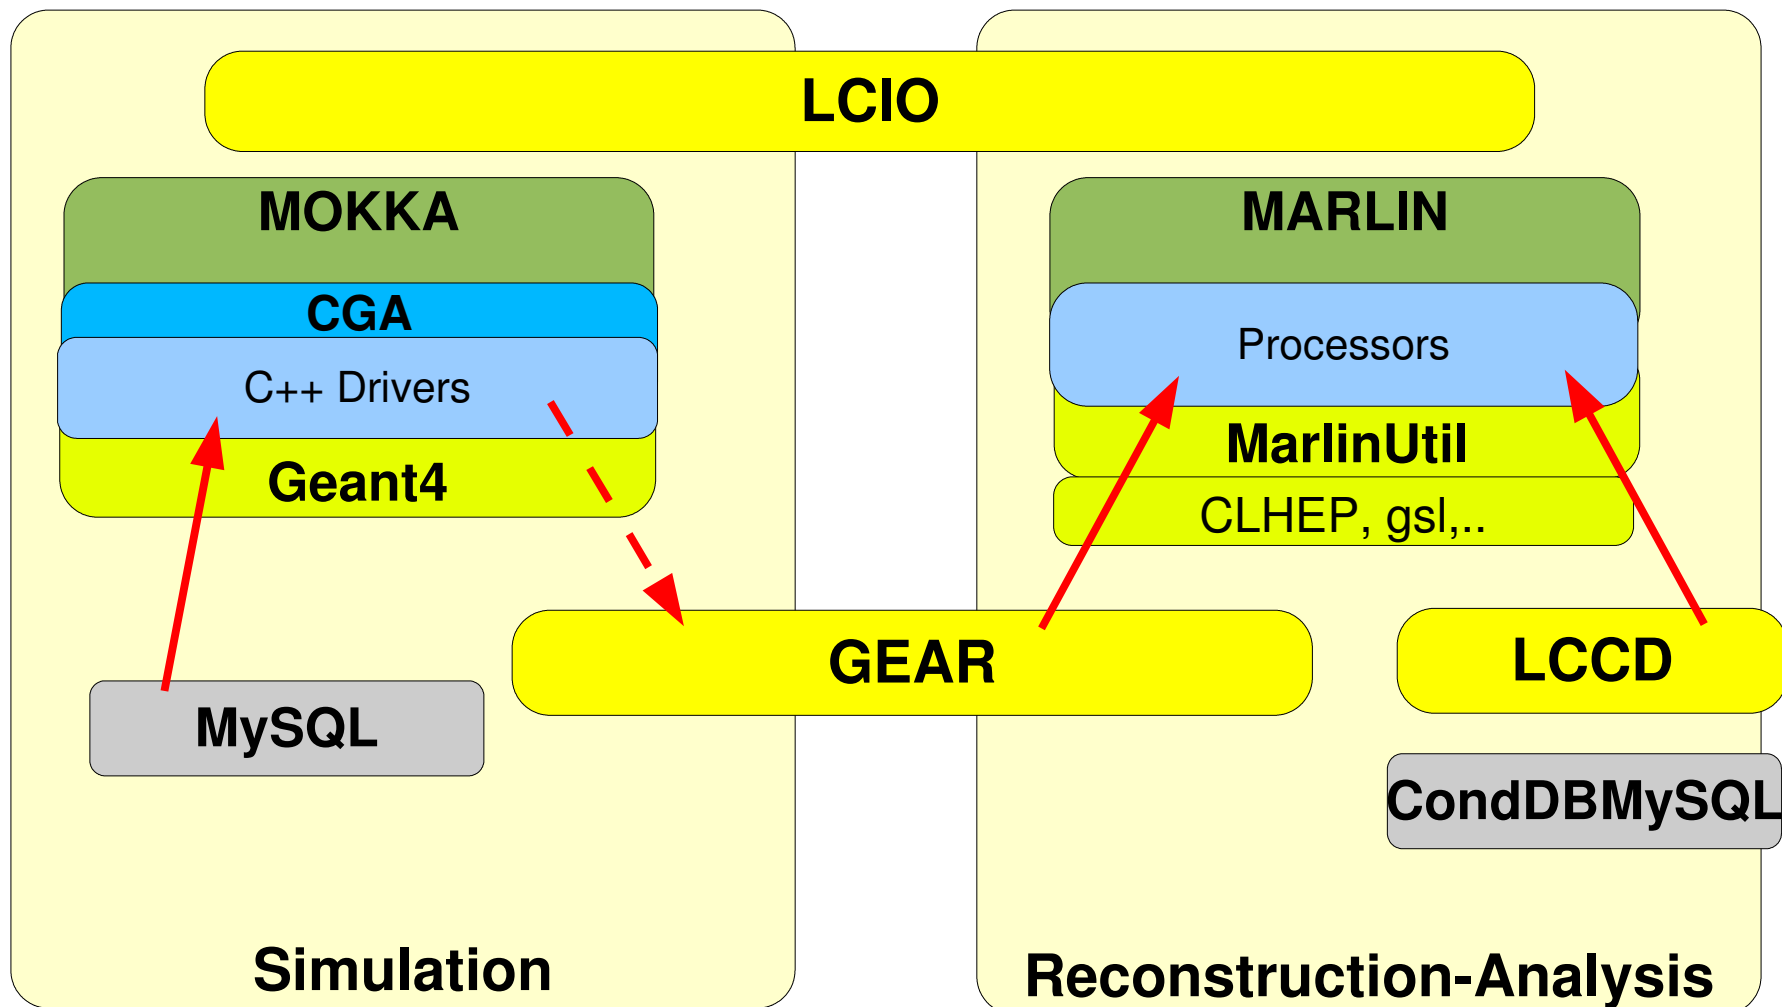 LCIO
MOKKA
CGA
C++ Drivers
Geant4
MySQL
Simulation
MARLIN
Processors
MarlinUtil
CLHEP, gsl,..
GEAR
LCCD
CondDBMySQL
Reconstruction-Analysis